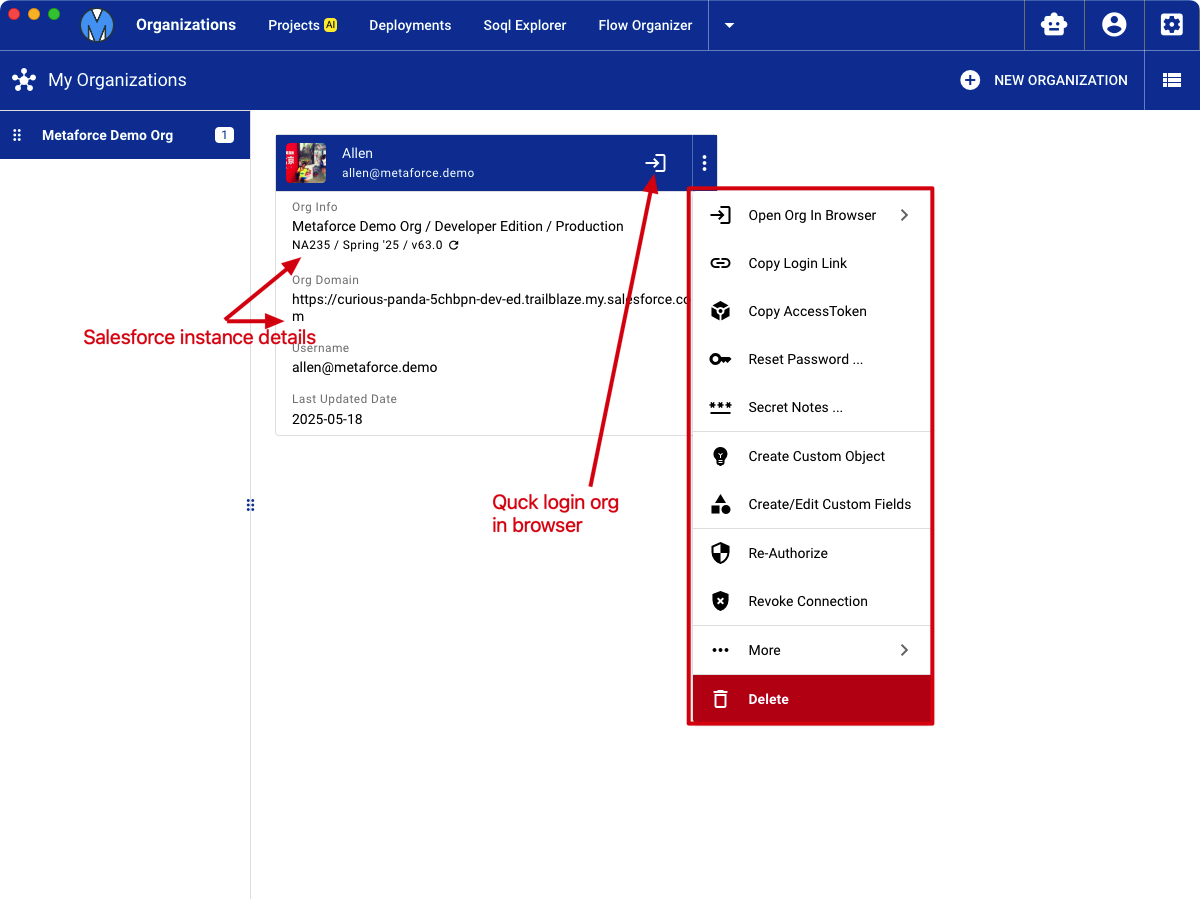 Organizations
Projects AI
Deployments
Soql Explorer
Flow Organizer
My Organizations
NEW ORGANIZATION
Metaforce Demo Org
1
Allen
allen@metaforce.demo
Org Info
Metaforce Demo Org / Developer Edition / Production
NA235 / Spring '25 / v63.0
Org Domain
https://curious-panda-5chbpn-dev-ed.trailblaze.my.salesforce.co
m
Salesforce instance details
Username
allen@metaforce.demo
Last Updated Date
2025-05-18
Quck login org
in browser
Open Org In Browser
Copy Login Link
Copy AccessToken
Reset Password ...
Secret Notes ...
Create Custom Object
Create/Edit Custom Fields
Re-Authorize
Revoke Connection
More
Delete